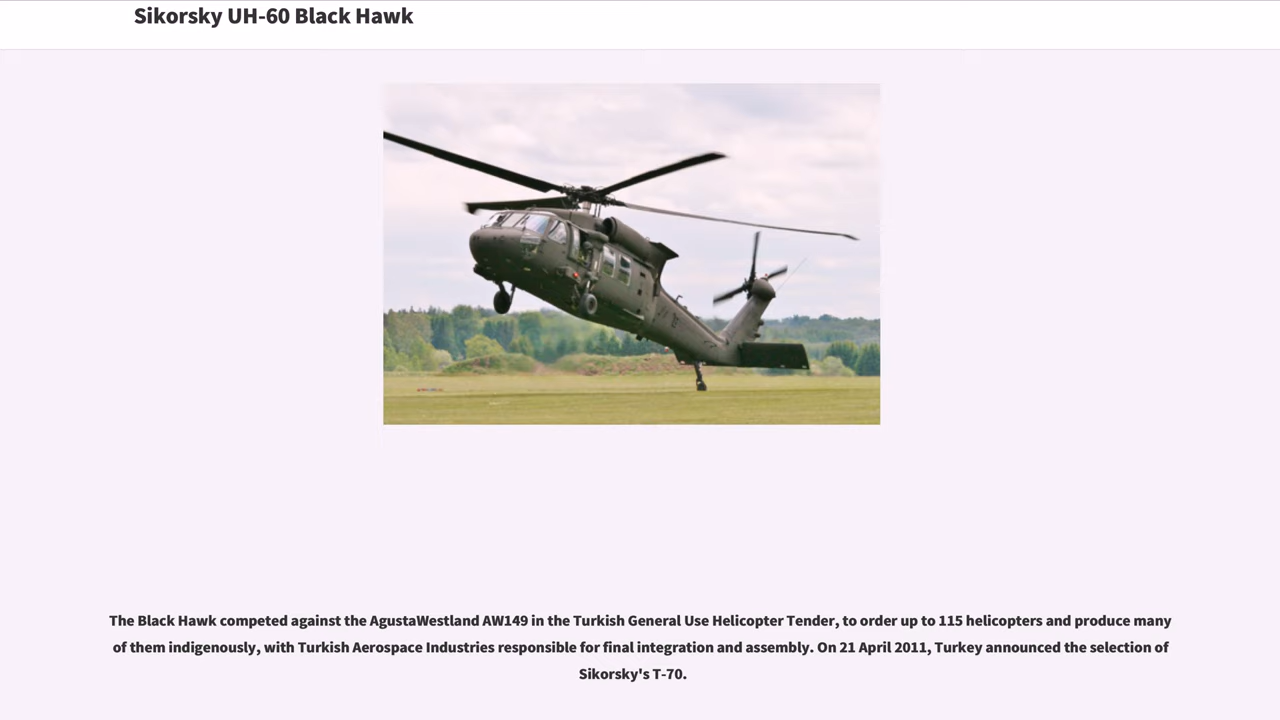 Sikorsky UH-60 Black Hawk
The Black Hawk competed against the AgustaWestland AW149 in the Turkish General Use Helicopter Tender, to order up to 115 helicopters and produce many
of them indigenously, with Turkish Aerospace Industries responsible for final integration and assembly. On 21 April 2011, Turkey announced the selection of
Sikorsky's T-70.